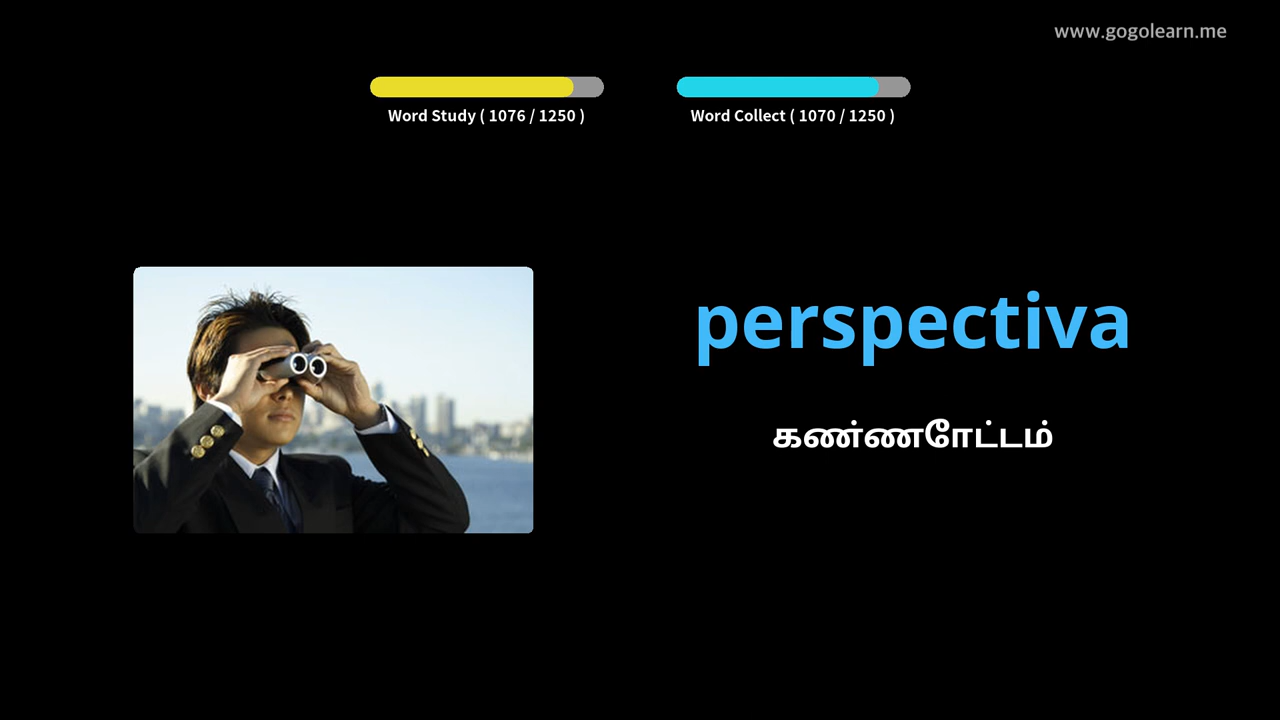 www.gogolearn.me
Word Study ( 1076 / 1250 )
Word Collect ( 1070 / 1250 )
perspectiva
கண்ணோட்டம்